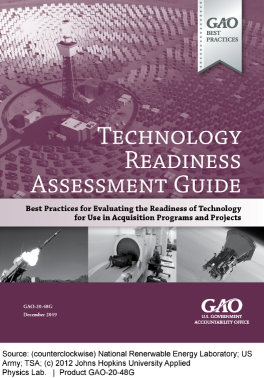 GAO
BEST
PRACTICES
TECHNOLOGY
READINESS
ASSESSMENT GUIDE
Best Practices for Evaluating the Readiness of Technology
for Use in Acquisition Programs and Projects
GAO-20-48G
December 2019
GAO
U.S. GOVERNMENT
ACCOUNTABILITY OFFICE
Source: (counterclockwise) National Renerwable Energy Laboratory; US
Army; TSA; (c) 2012 Johns Hopkins University Applied
Physics Lab. | Product GAO-20-48G